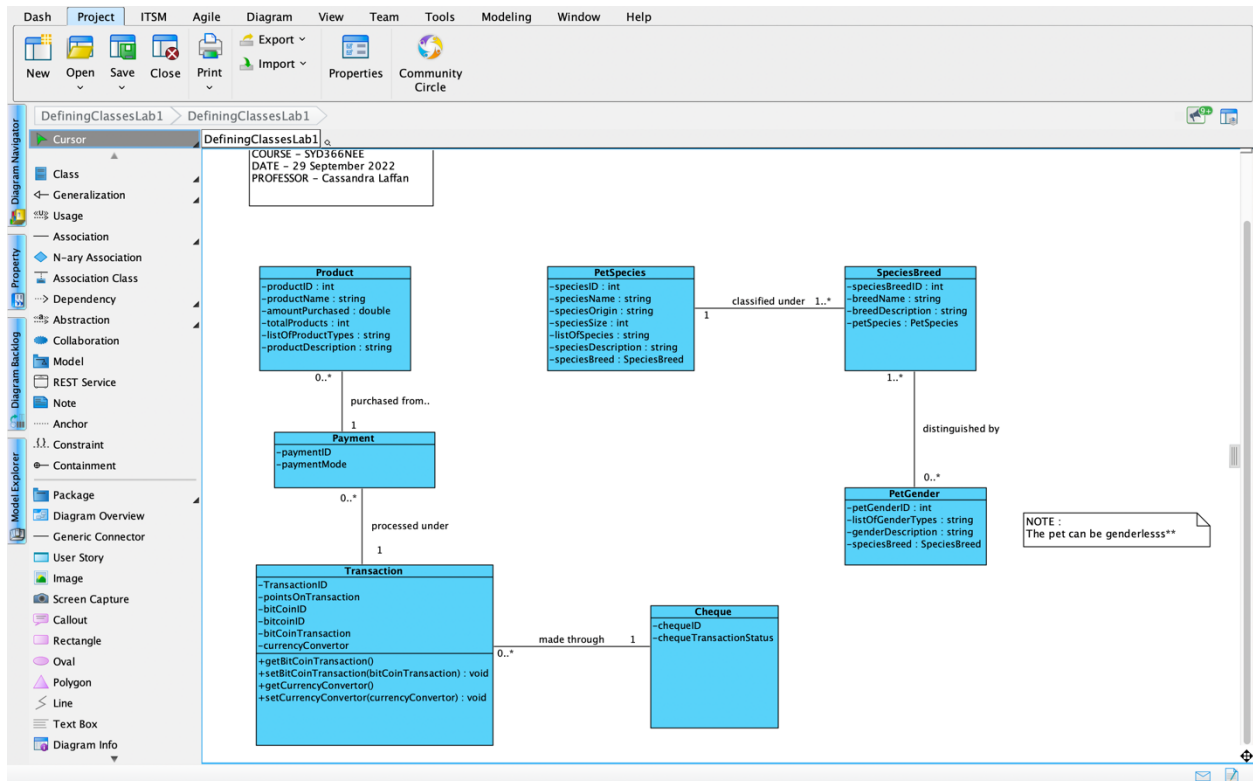 Dash Project ITSM Agile Diagram View Team Tools Modeling Window Help
New Open Save Close Print Export Import Properties Community Circle
DefiningClassesLab1 DefiningClassesLab1
Diagram Navigator
Property
Diagram Backlog
Model Explorer
Cursor
Class
Generalization
Usage
Association
N-ary Association
Association Class
Dependency
Abstraction
Collaboration
Model
REST Service
Note
Anchor
Constraint
Containment
Package
Diagram Overview
Generic Connector
User Story
Image
Screen Capture
Callout
Rectangle
Oval
Polygon
Line
Text Box
Diagram Info
DefiningClassesLab1
COURSE - SYD366NEE
DATE - 29 September 2022
PROFESSOR - Cassandra Laffan
Product
-productID : int
-productName : string
-amountPurchased : double
-totalProducts : int
-listOfProductTypes : string
-productDescription : string
0..*
purchased from..
1
Payment
-paymentID
-paymentMode
0..*
processed under
1
Transaction
-TransactionID
-pointsOnTransaction
-bitCoinID
-bitcoinID
-bitCoinTransaction
-currencyConvertor
+getBitCoinTransaction()
+setBitCoinTransaction(bitCoinTransaction) : void
+getCurrencyConvertor()
+setCurrencyConvertor(currencyConvertor) : void
0..*
made through 1
Cheque
-chequeID
-chequeTransactionStatus
PetSpecies
-speciesID : int
-speciesName : string
-speciesOrigin : string
-speciesSize : int
-listOfSpecies : string
-speciesDescription : string
-speciesBreed : SpeciesBreed
classified under 1..*
1
SpeciesBreed
-speciesBreedID : int
-breedName : string
-breedDescription : string
-petSpecies : PetSpecies
1..*
distinguished by
0..*
PetGender
-petGenderID : int
-listOfGenderTypes : string
-genderDescription : string
-speciesBreed : SpeciesBreed
NOTE :
The pet can be genderlesss**